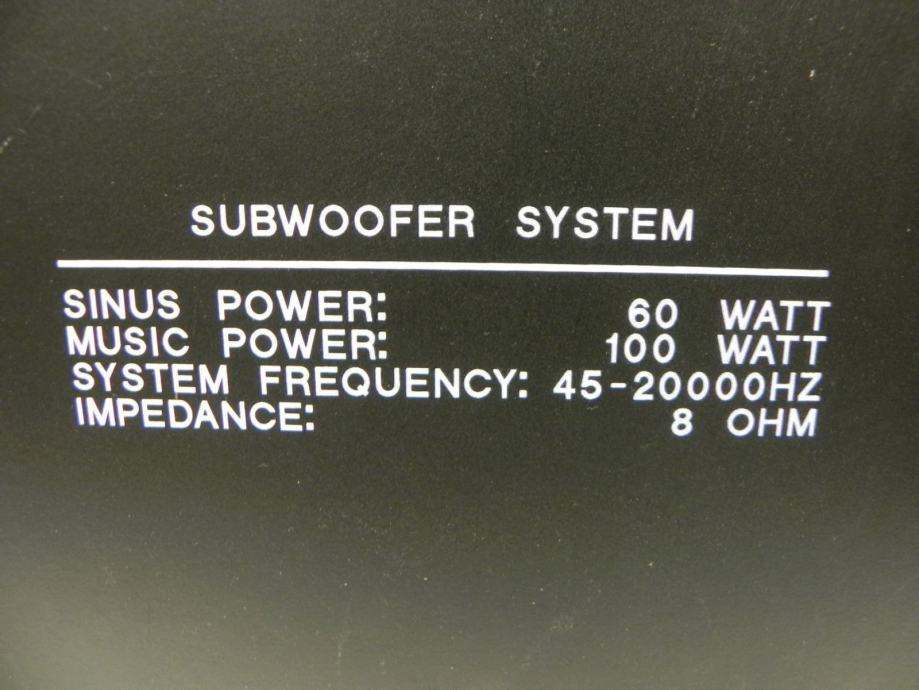 SUBWOOFER SYSTEM
SINUS POWER: 60 WATT
MUSIC POWER: 100 WATT
SYSTEM FREQUENCY: 45-20000HZ
IMPEDANCE: 8 OHM